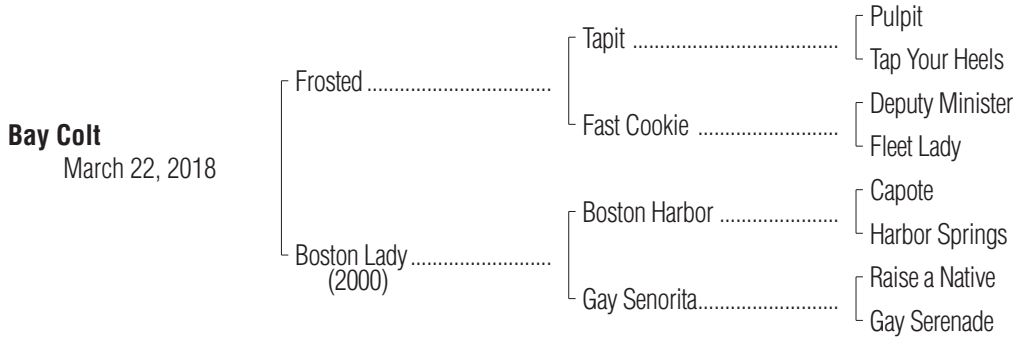 Bay Colt
March 22, 2018
Frosted ................................
Boston Lady ........................
(2000)
Tapit ...................................
Fast Cookie ........................
Boston Harbor ....................
Gay Senorita........................
Pulpit
Tap Your Heels
Deputy Minister
Fleet Lady
Capote
Harbor Springs
Raise a Native
Gay Serenade